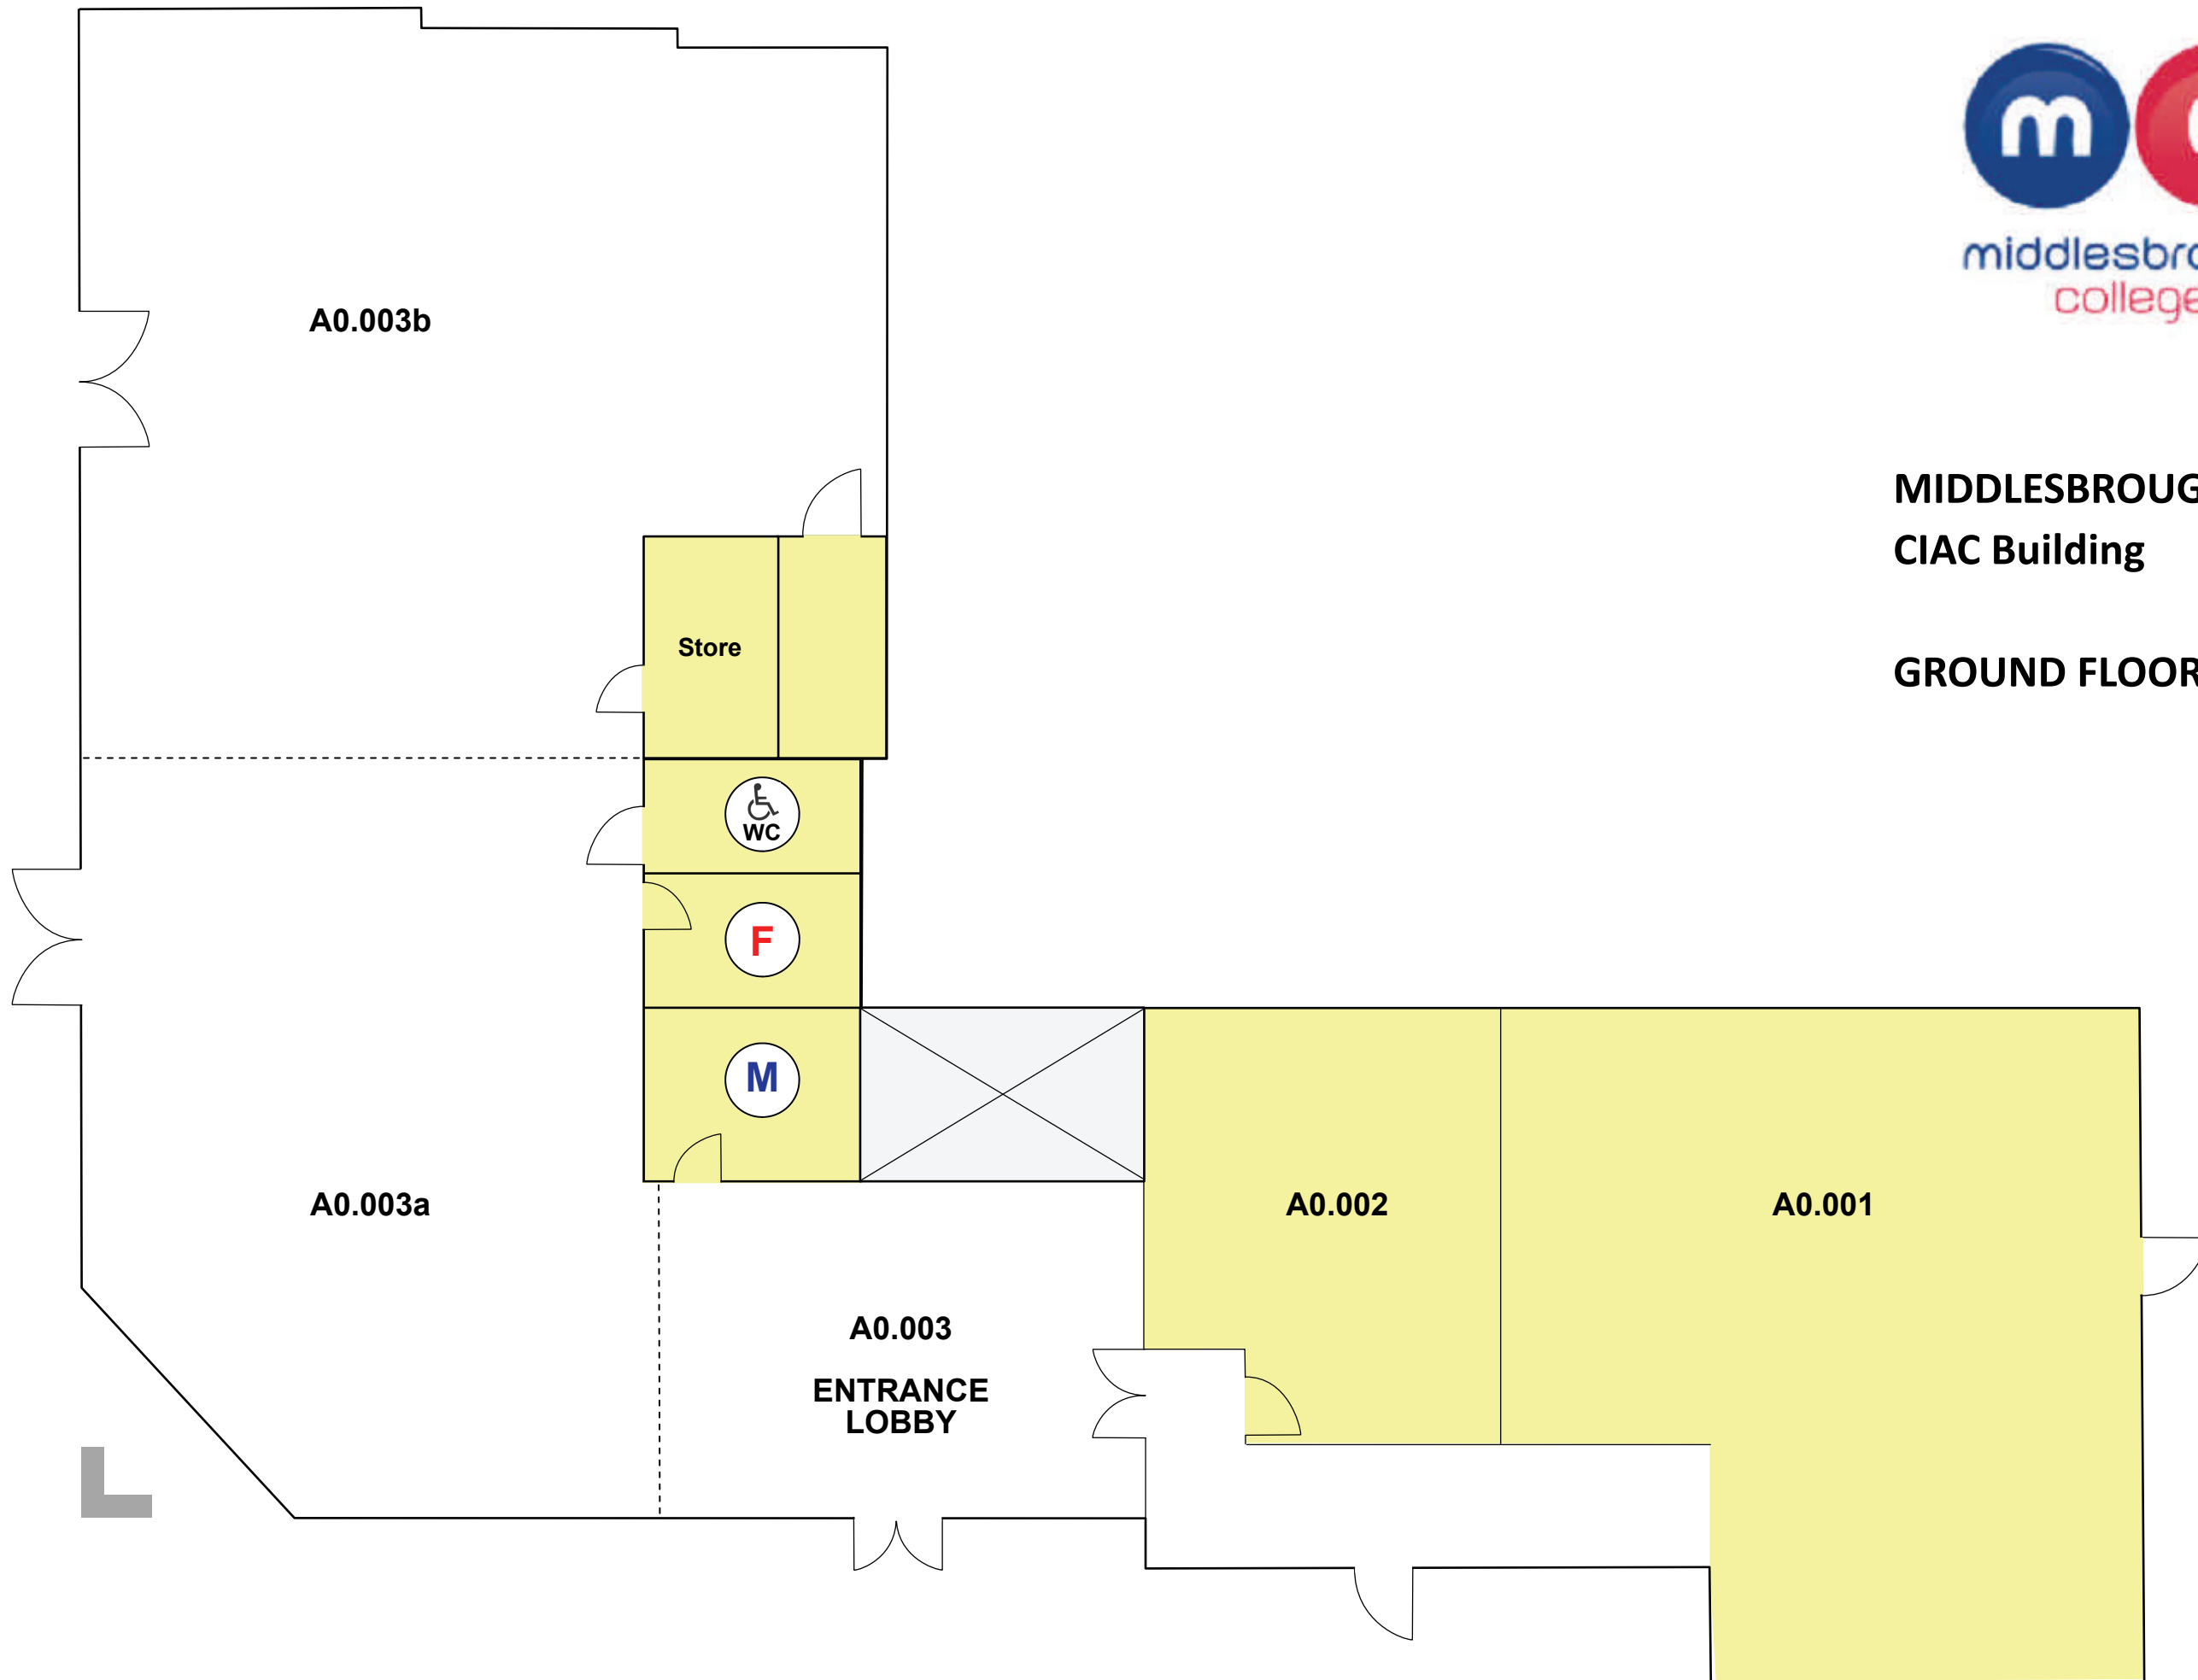 m
middlesbro
college
MIDDLESBROUG
CIAC Building
GROUND FLOOR
A0.003b
Store
WC
F
M
A0.003a
A0.002
A0.001
A0.003
ENTRANCE
LOBBY